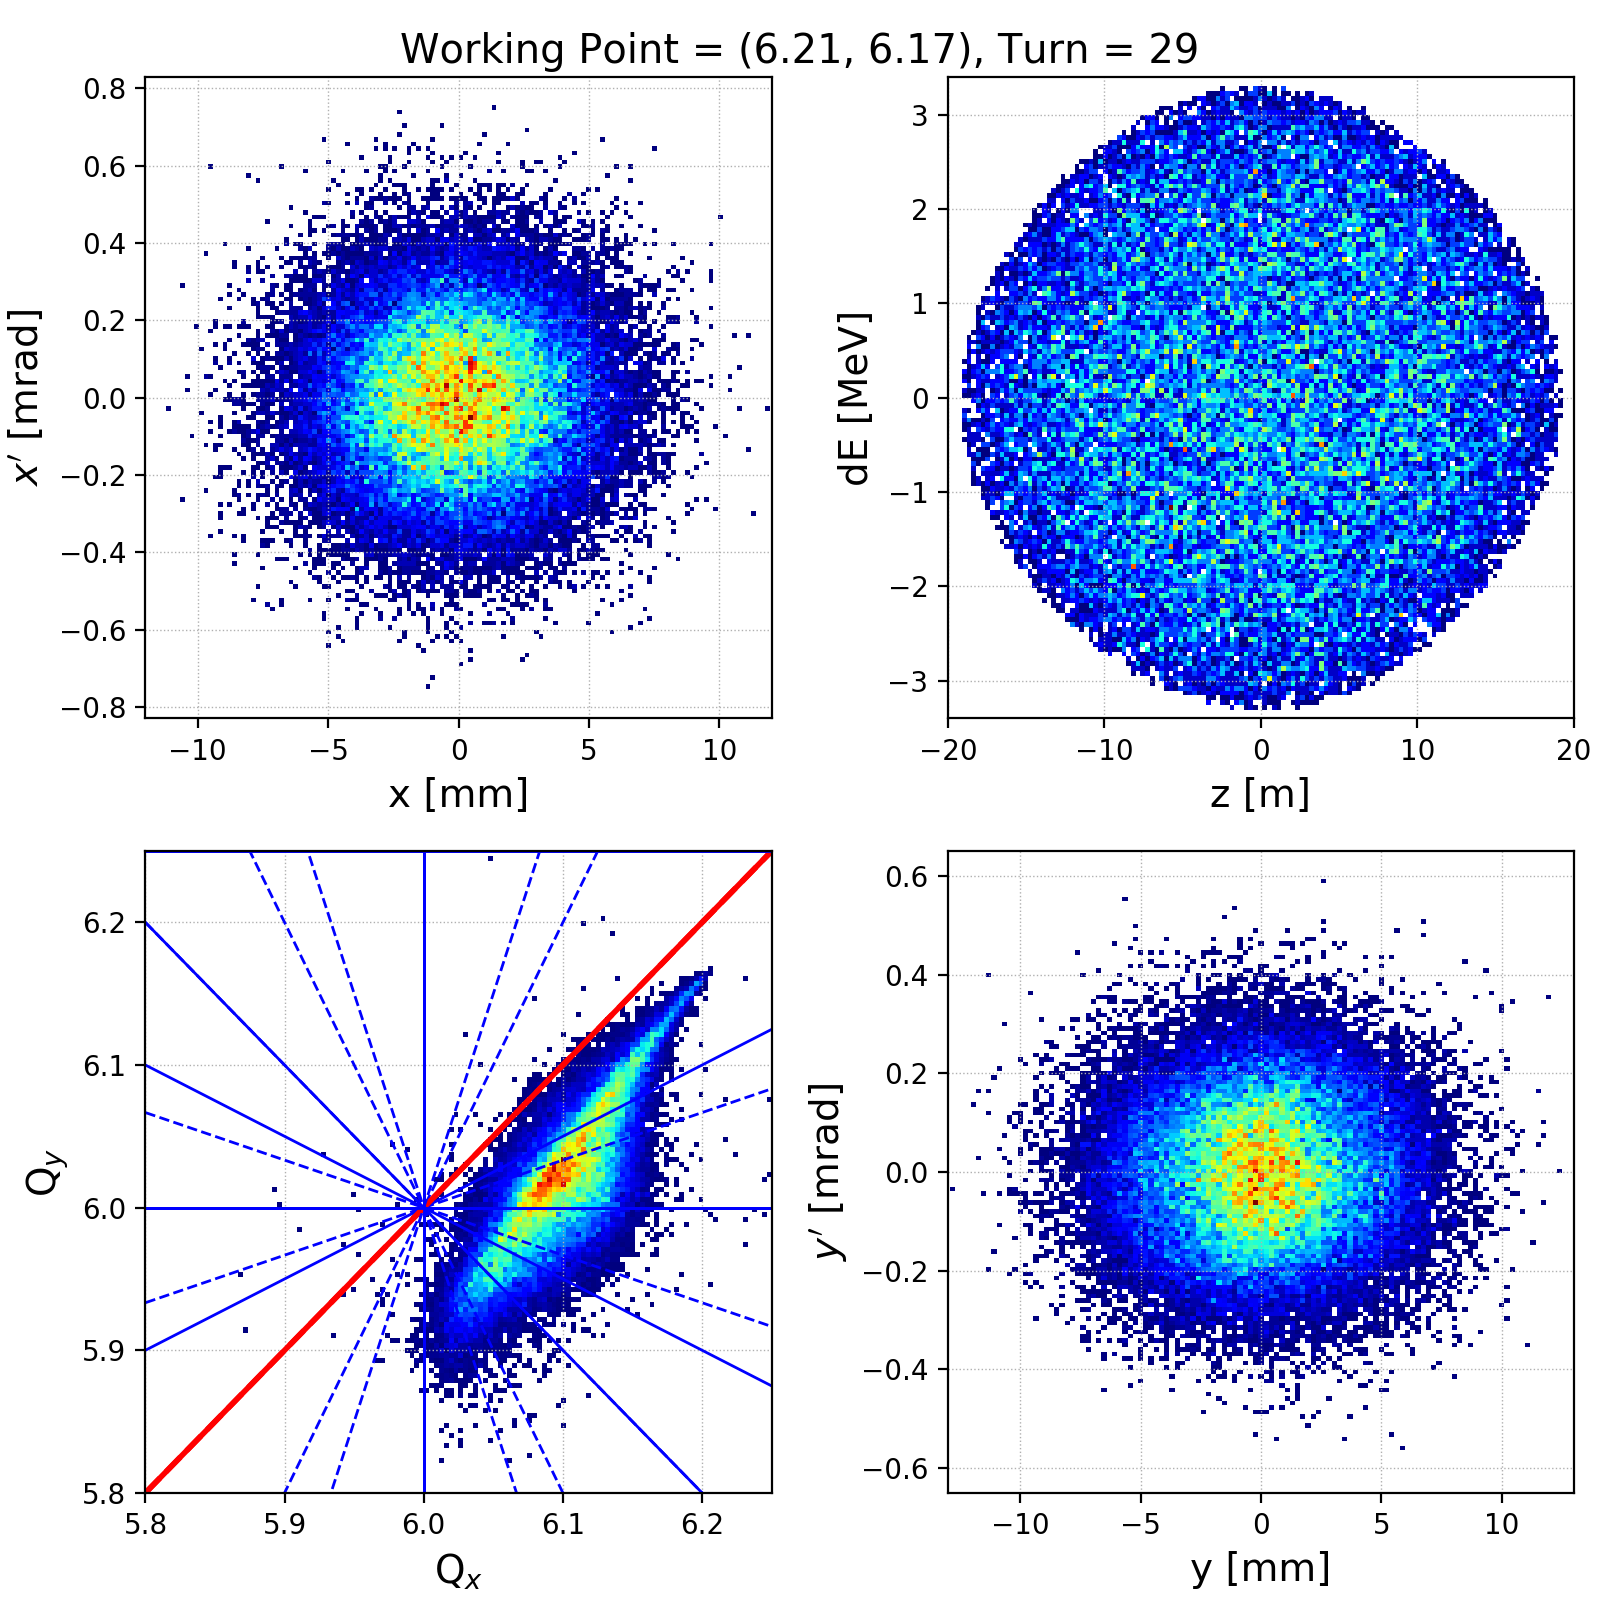 Working Point = (6.21, 6.17), Turn = 29
0.8
0.6
0.4
0.2
0.0
−0.2
−0.4
−0.6
−0.8
x′ [mrad]
−10 −5 0 5 10
x [mm]
3
2
1
0
−1
−2
−3
dE [MeV]
−20 −10 0 10 20
z [m]
6.2
6.1
6.0
5.9
5.8
Qy
5.8 5.9 6.0 6.1 6.2
Qx
0.6
0.4
0.2
0.0
−0.2
−0.4
−0.6
y′ [mrad]
−10 −5 0 5 10
y [mm]